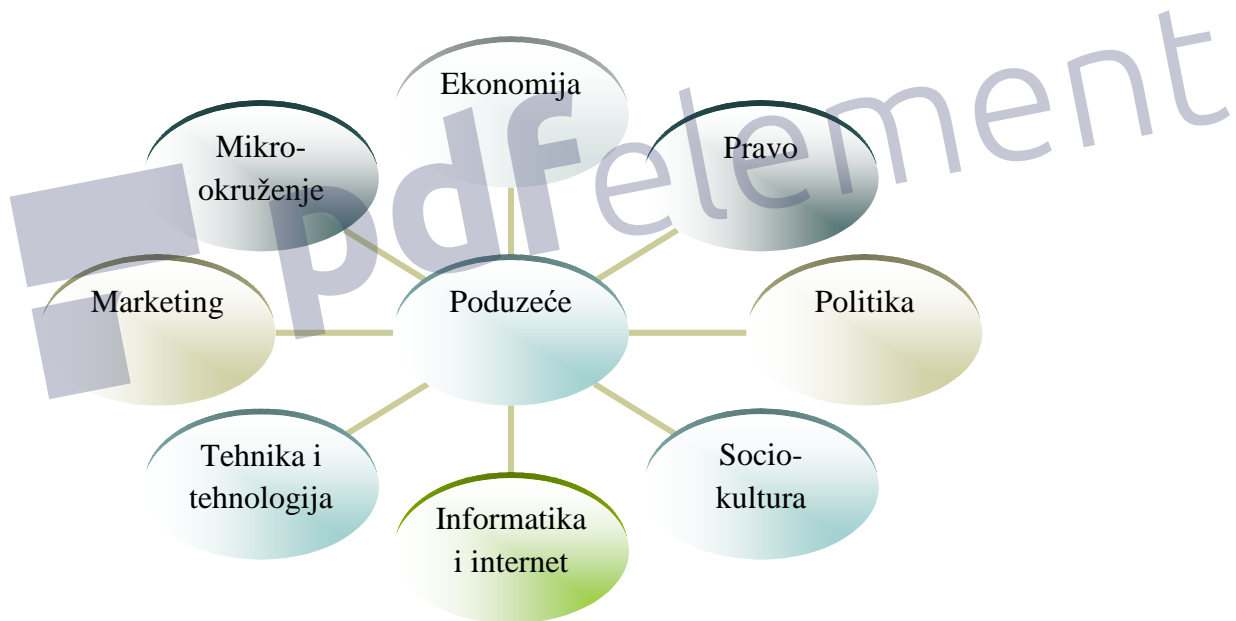 Ekonomija
Mikro-
okruženje
Pravo
Marketing
Poduzeće
Politika
Tehnika i
tehnologija
Socio-
kultura
Informatika
i internet
pdfelement